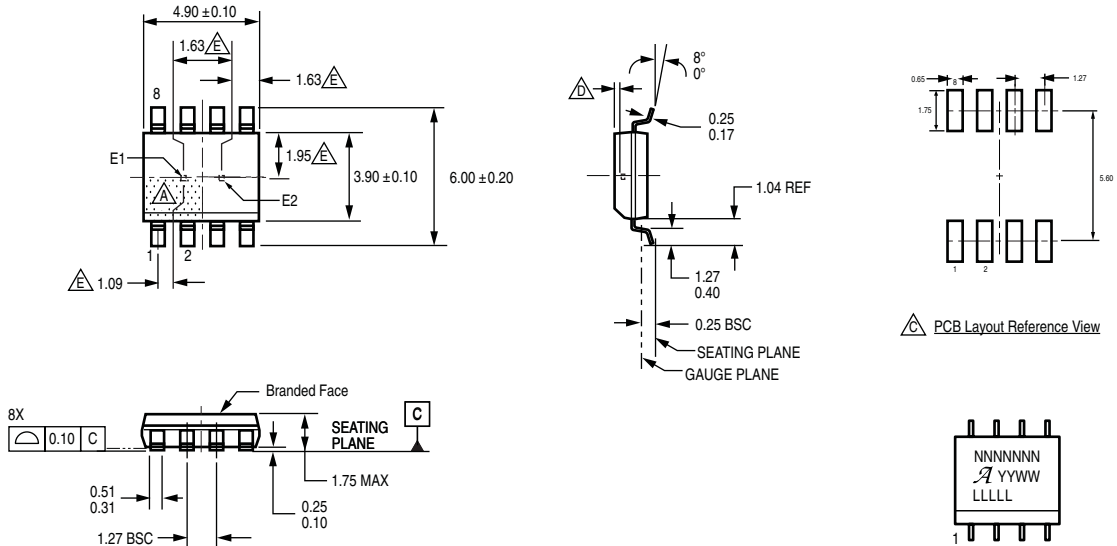 4.90 ±0.10
1.63 E
1.63 E
8
E1
1.95 E
3.90 ±0.10
6.00 ±0.20
A
E2
1
2
E 1.09
8°
0°
D
0.25
0.17
1.04 REF
1.27
0.40
0.25 BSC
SEATING PLANE
GAUGE PLANE
0.65
8
1.27
1.75
5.60
1
2
C PCB Layout Reference View
Branded Face
8X
0.10 C
SEATING
PLANE
C
1.75 MAX
0.51
0.31
0.25
0.10
1.27 BSC
NNNNNNN
A YYWW
LLLLL
1